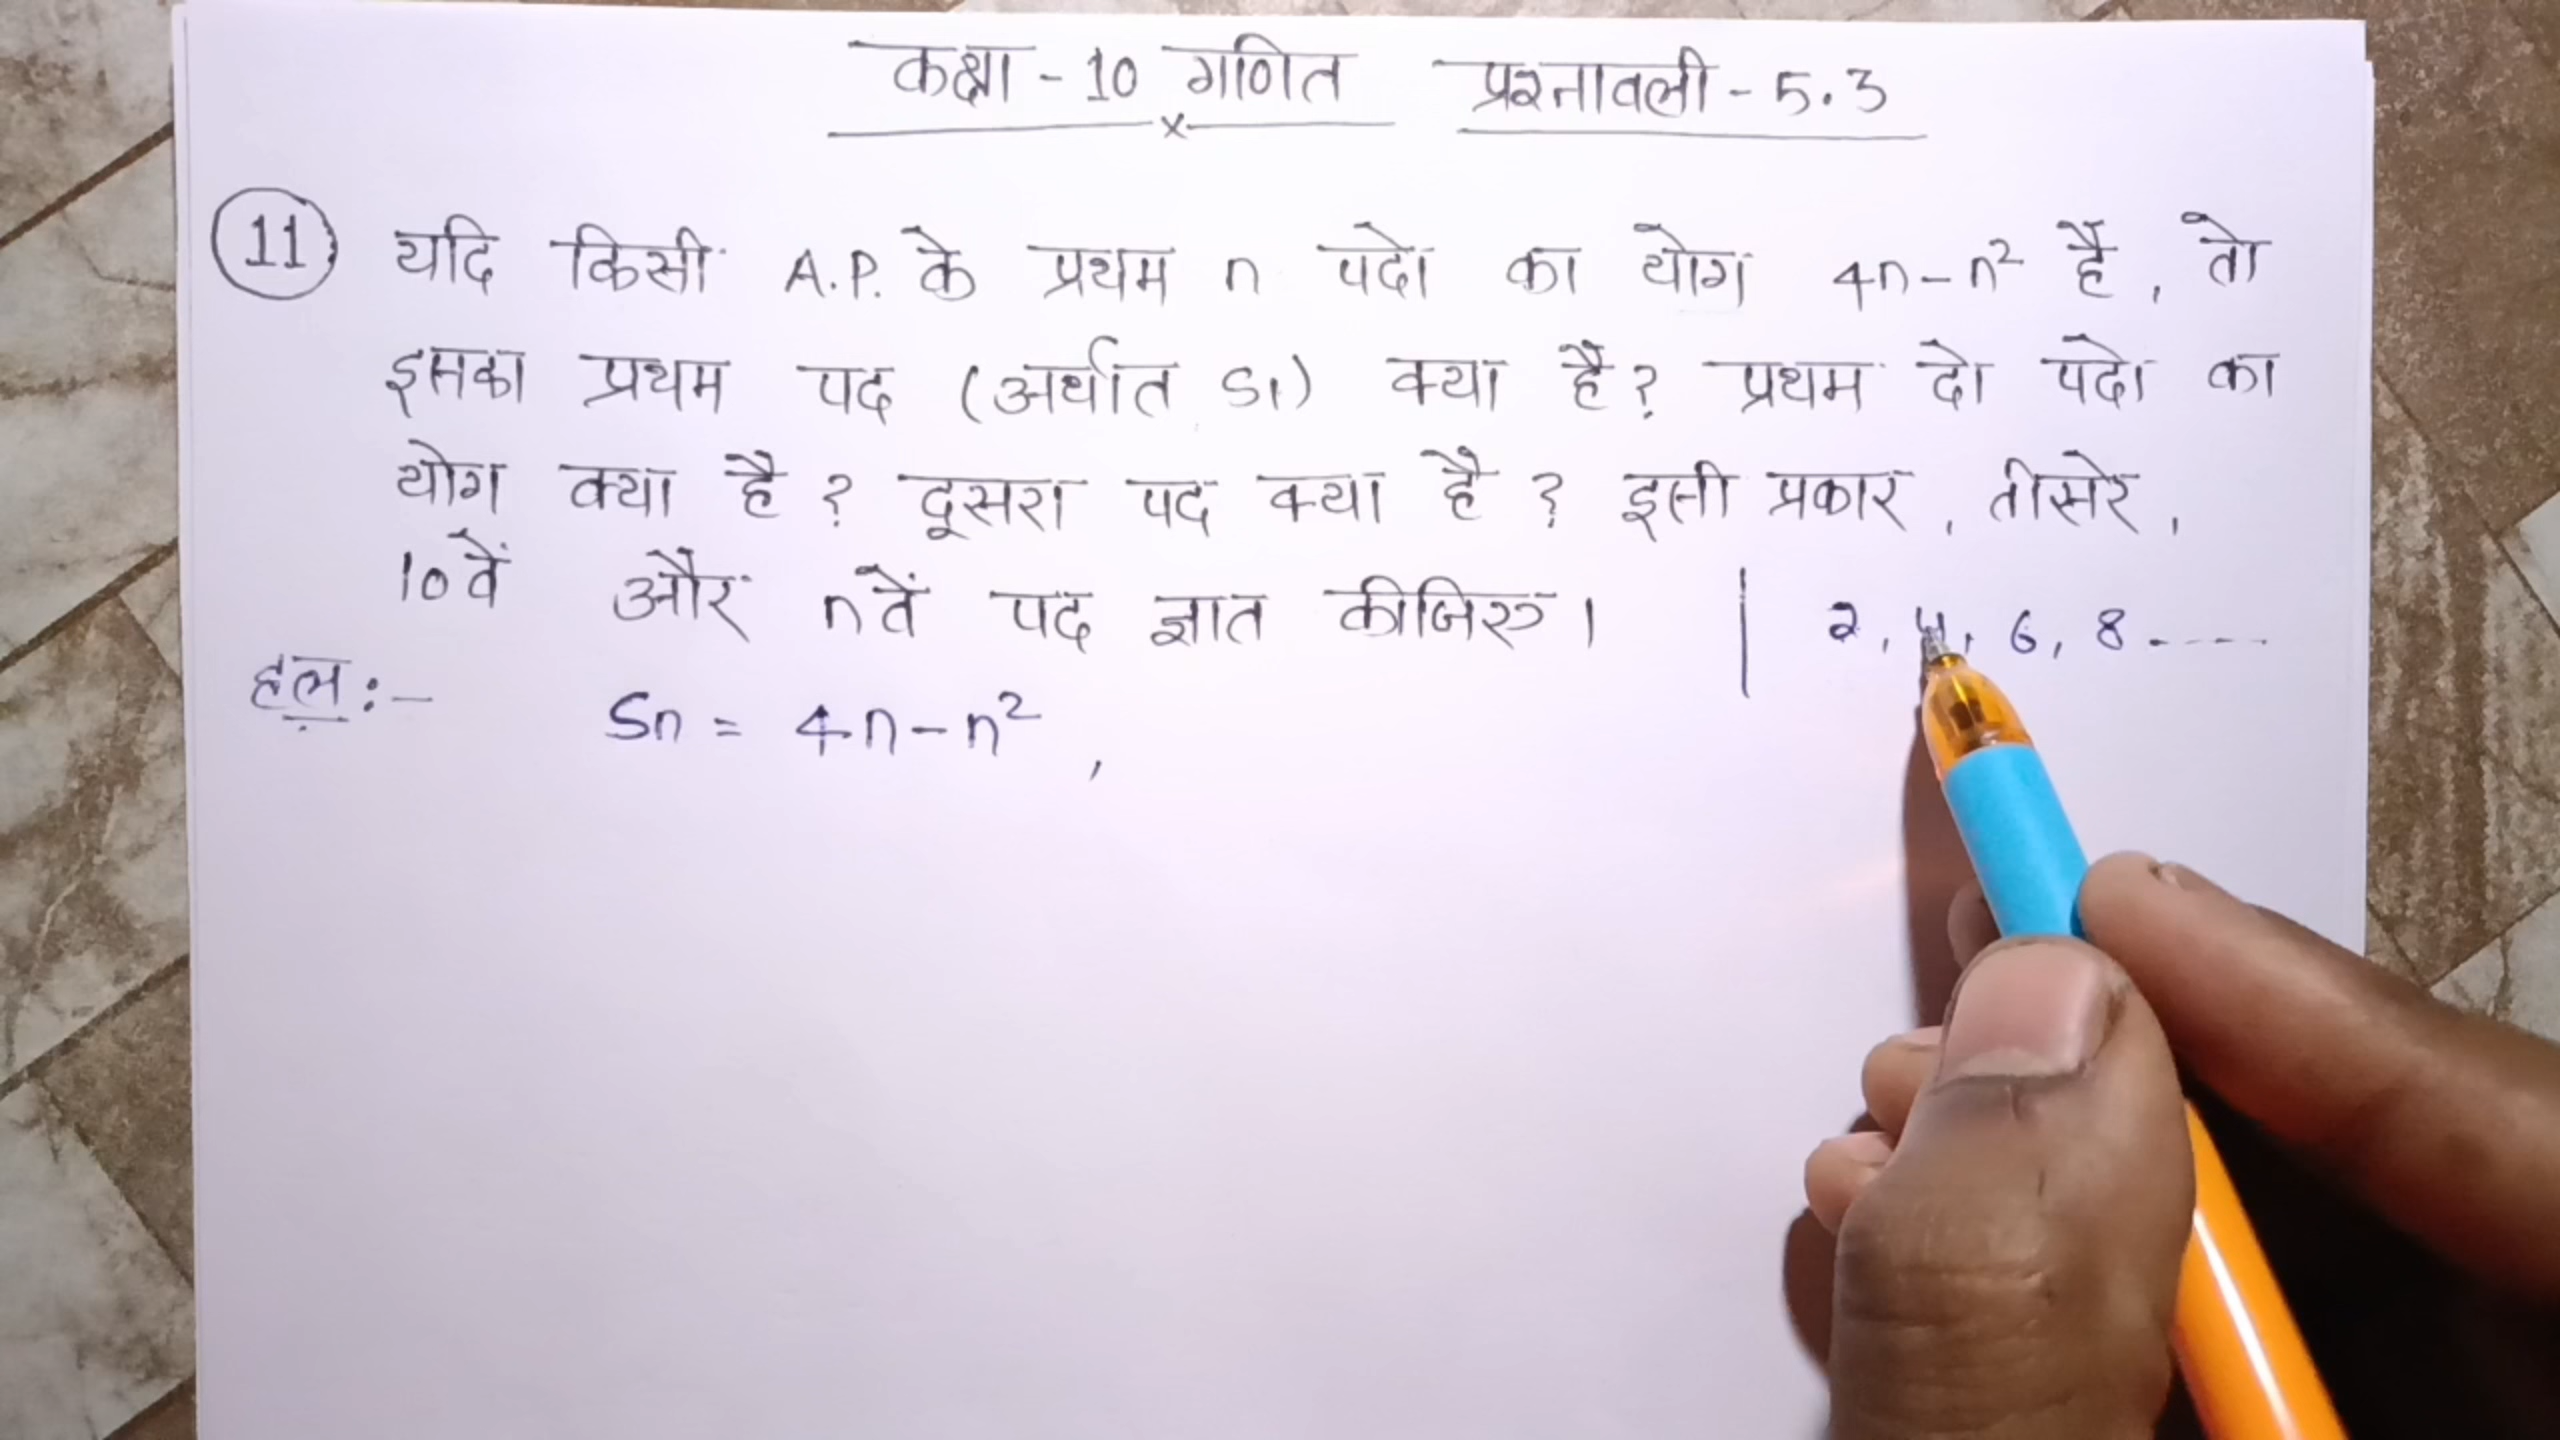 कक्षा - 10 गणित प्रश्नावली - 5.3
11 यदि किसी A.P. के प्रथम n पदो का योग 4n-n² है, तो
इसका प्रथम पद (अर्थात S1) क्या है? प्रथम दो पदो का
योग क्या है? दूसरा पद क्या है? इसी प्रकार, तीसरे,
10वें और nवें पद ज्ञात कीजिए।
2, 4, 6, 8 ----
हल:- Sn = 4n-n²,